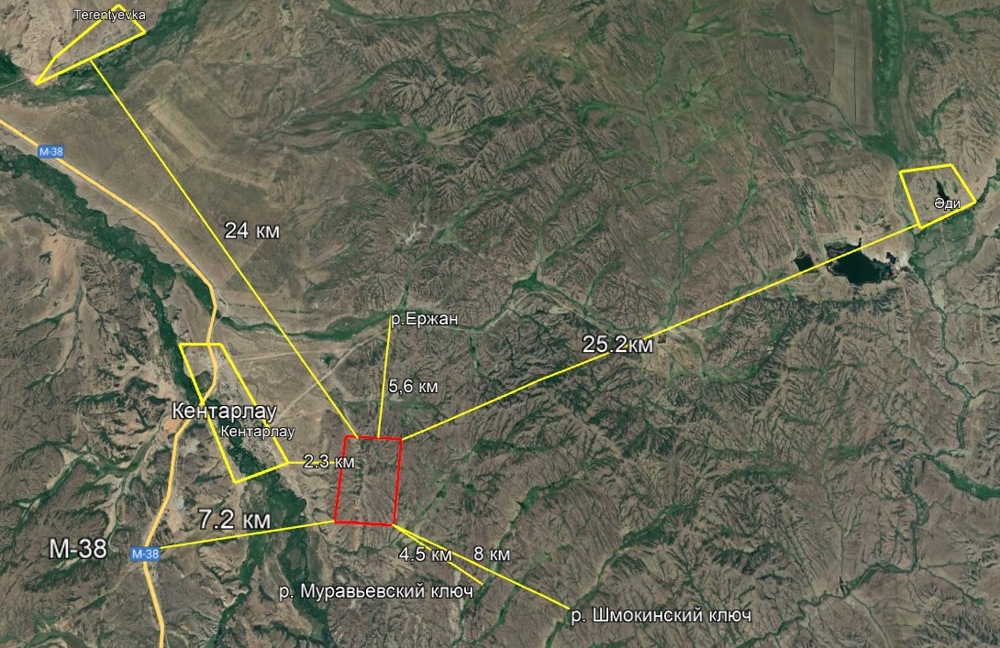 Terentyevka
M-38
Әди
24 км
р.Ержан
25.2км
5,6 км
Кентарлау
Кентарлау
2.3 км
7.2 км
М-38
M-38
4.5 км
8 км
р. Муравьевский ключ
р. Шмокинский ключ